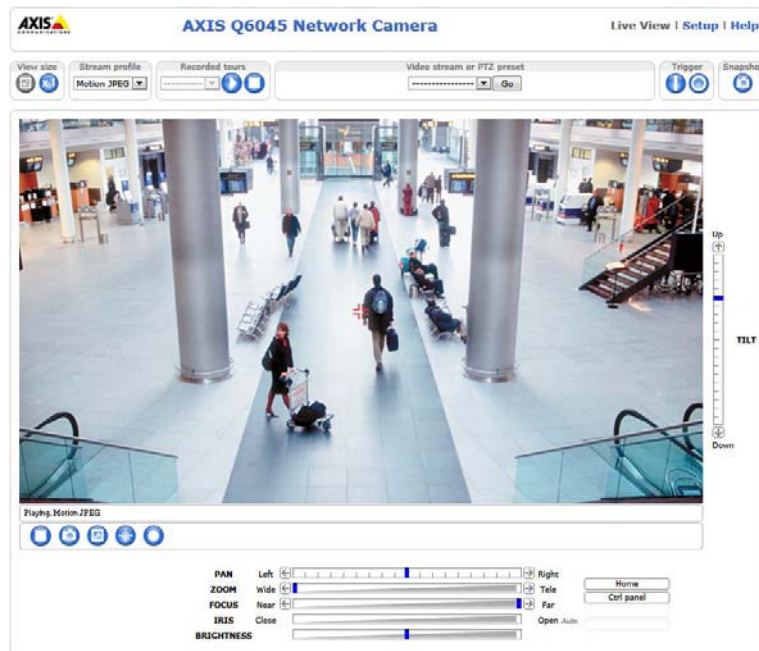 AXIS
COMMUNICATIONS
AXIS Q6045 Network Camera
Live View | Setup | Help
View size
Stream profile
Recorded tours
Video stream or PTZ preset
Trigger
Snapsho
Motion JPEG
-----------
----------------
Go
Up
TILT
Down
Playing, Motion JPEG
PAN Left Right
ZOOM Wide Tele
FOCUS Near Far
IRIS Close Open Auto
BRIGHTNESS
Home
Ctrl panel